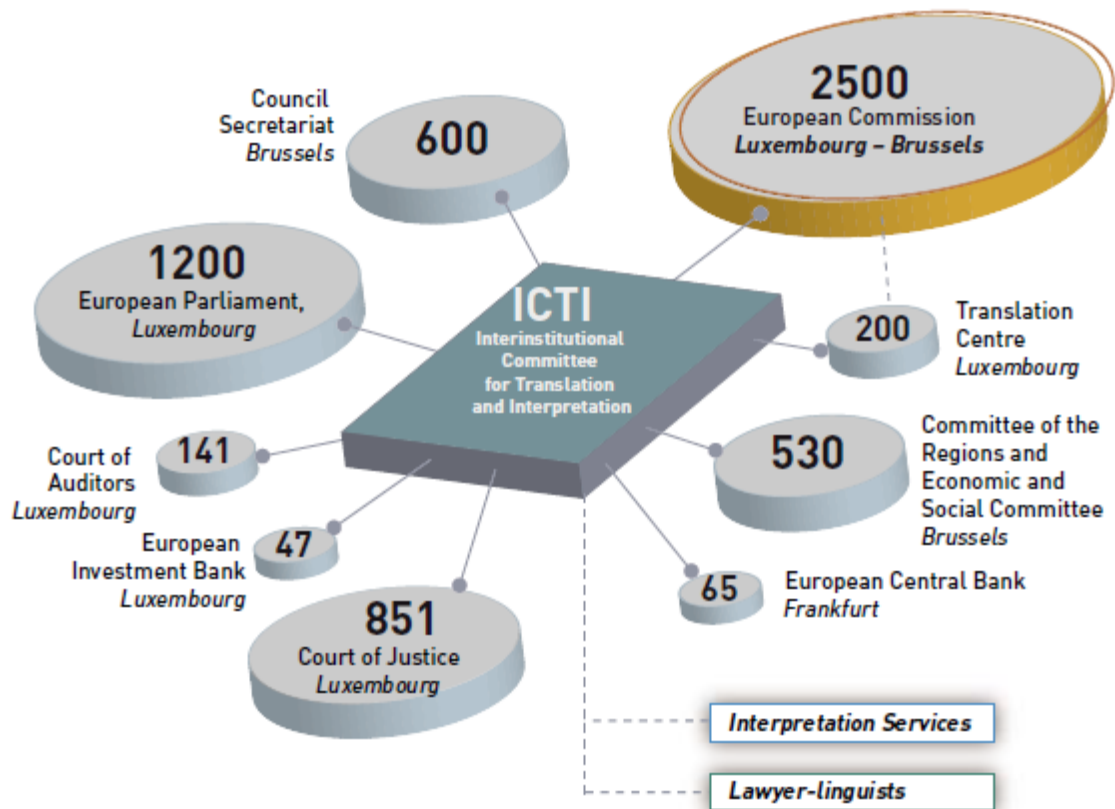 2500
European Commission
Luxembourg – Brussels
Council
Secretariat
Brussels
600
1200
European Parliament,
Luxembourg
ICTI
Interinstitutional
Committee
for Translation
and Interpretation
200
Translation
Centre
Luxembourg
141
Court of
Auditors
Luxembourg
530
Committee of the
Regions and
Economic and
Social Committee
Brussels
47
European
Investment Bank
Luxembourg
65
European Central Bank
Frankfurt
851
Court of Justice
Luxembourg
Interpretation Services
Lawyer-linguists